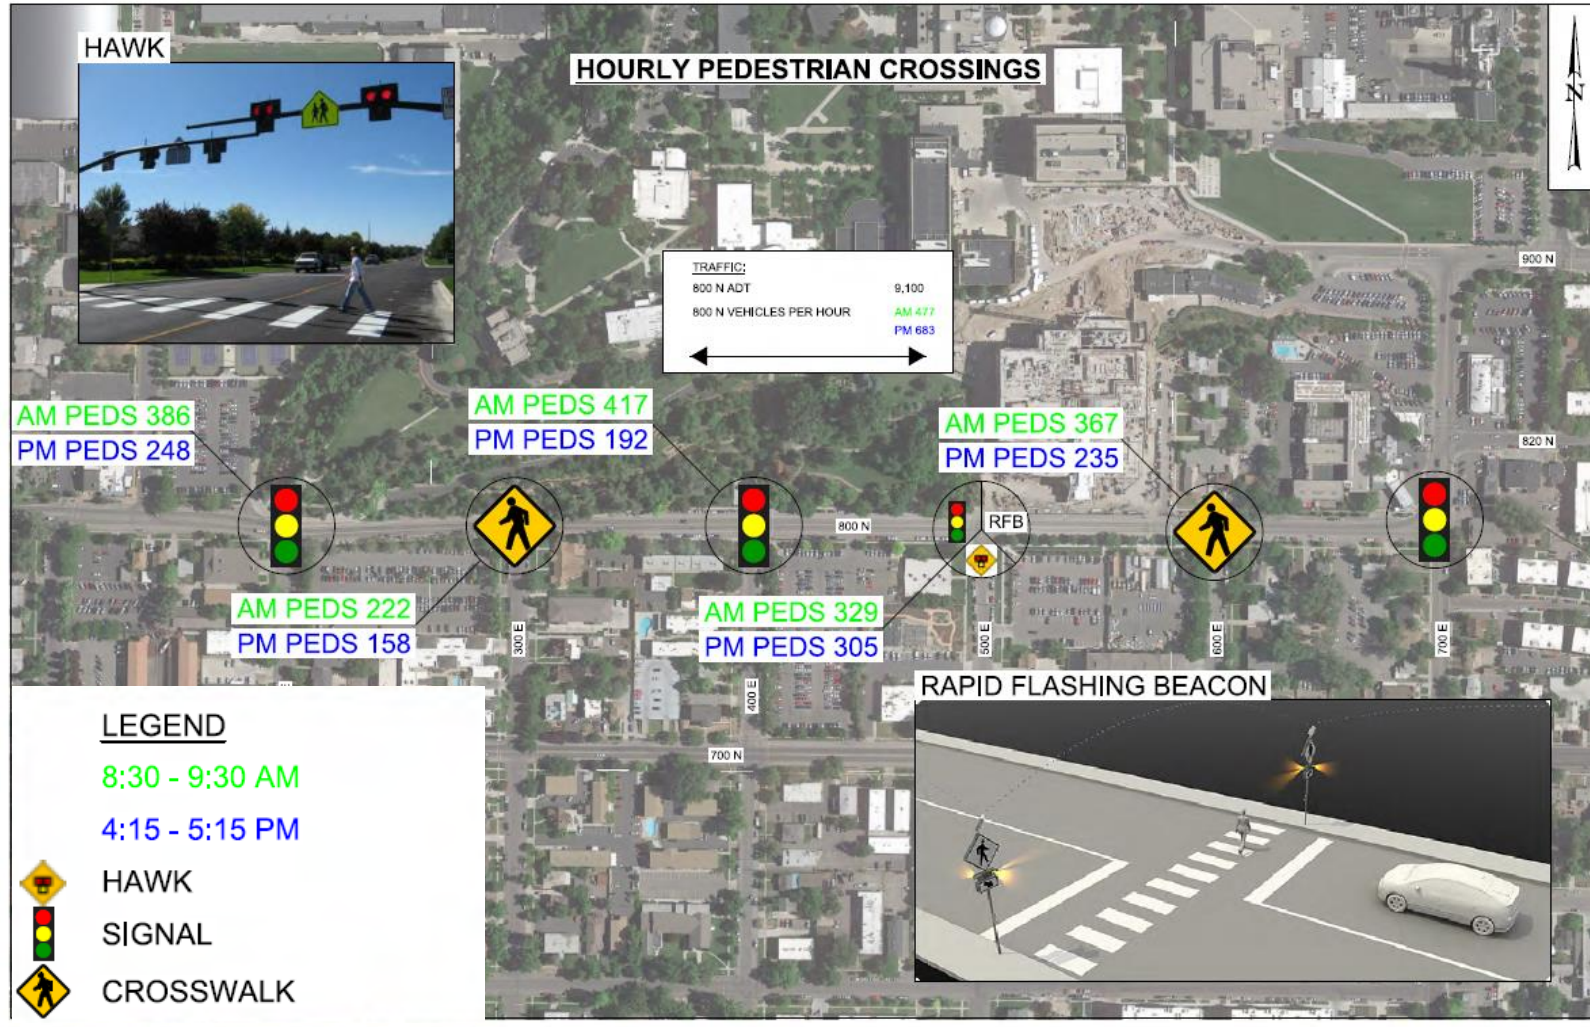 HAWK
HOURLY PEDESTRIAN CROSSINGS
N
TRAFFIC:
800 N ADT 9,100
800 N VEHICLES PER HOUR AM 477
PM 683
900 N
AM PEDS 386
PM PEDS 248
AM PEDS 417
PM PEDS 192
AM PEDS 367
PM PEDS 235
820 N
800 N
RFB
AM PEDS 222
PM PEDS 158
AM PEDS 329
PM PEDS 305
300 E
400 E
500 E
600 E
700 E
700 N
RAPID FLASHING BEACON
LEGEND
8:30 - 9:30 AM
4:15 - 5:15 PM
HAWK
SIGNAL
CROSSWALK